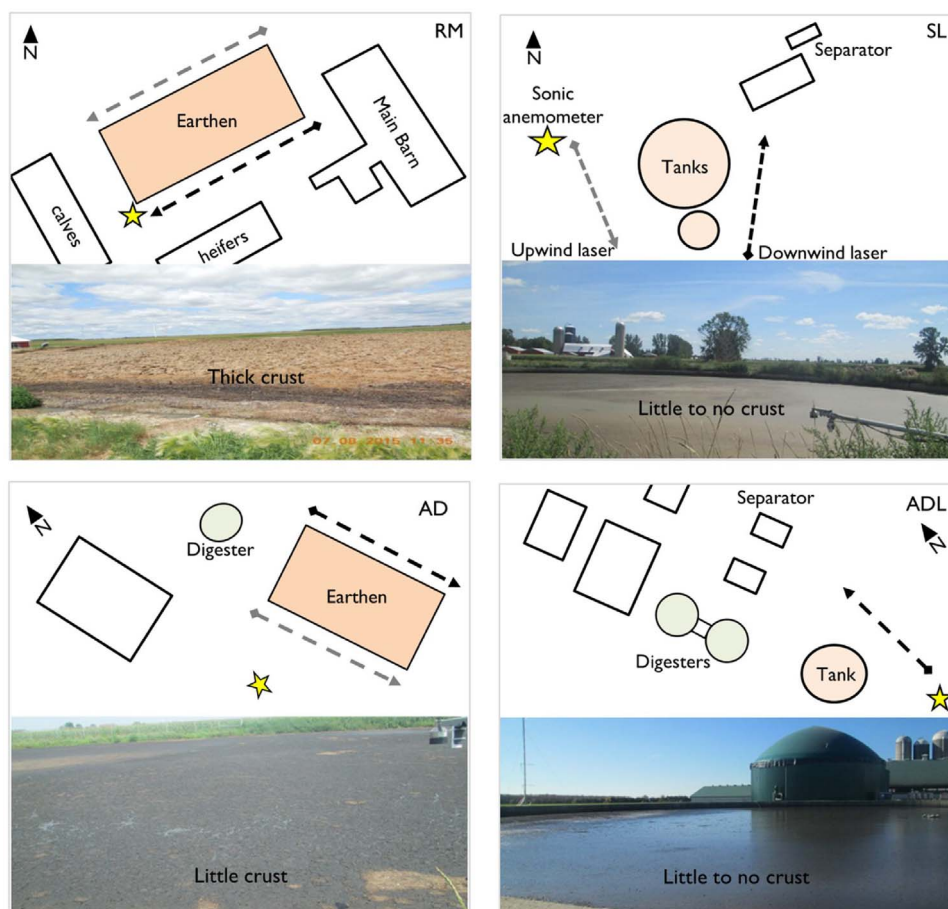 RM
N
Earthen
Main Barn
calves
heifers
Thick crust
07.08.2015 11:35
SL
N
Separator
Sonic
anemometer
Tanks
Upwind laser
Downwind laser
Little to no crust
AD
N
Digester
Earthen
Little crust
ADL
N
Separator
Digesters
Tank
Little to no crust